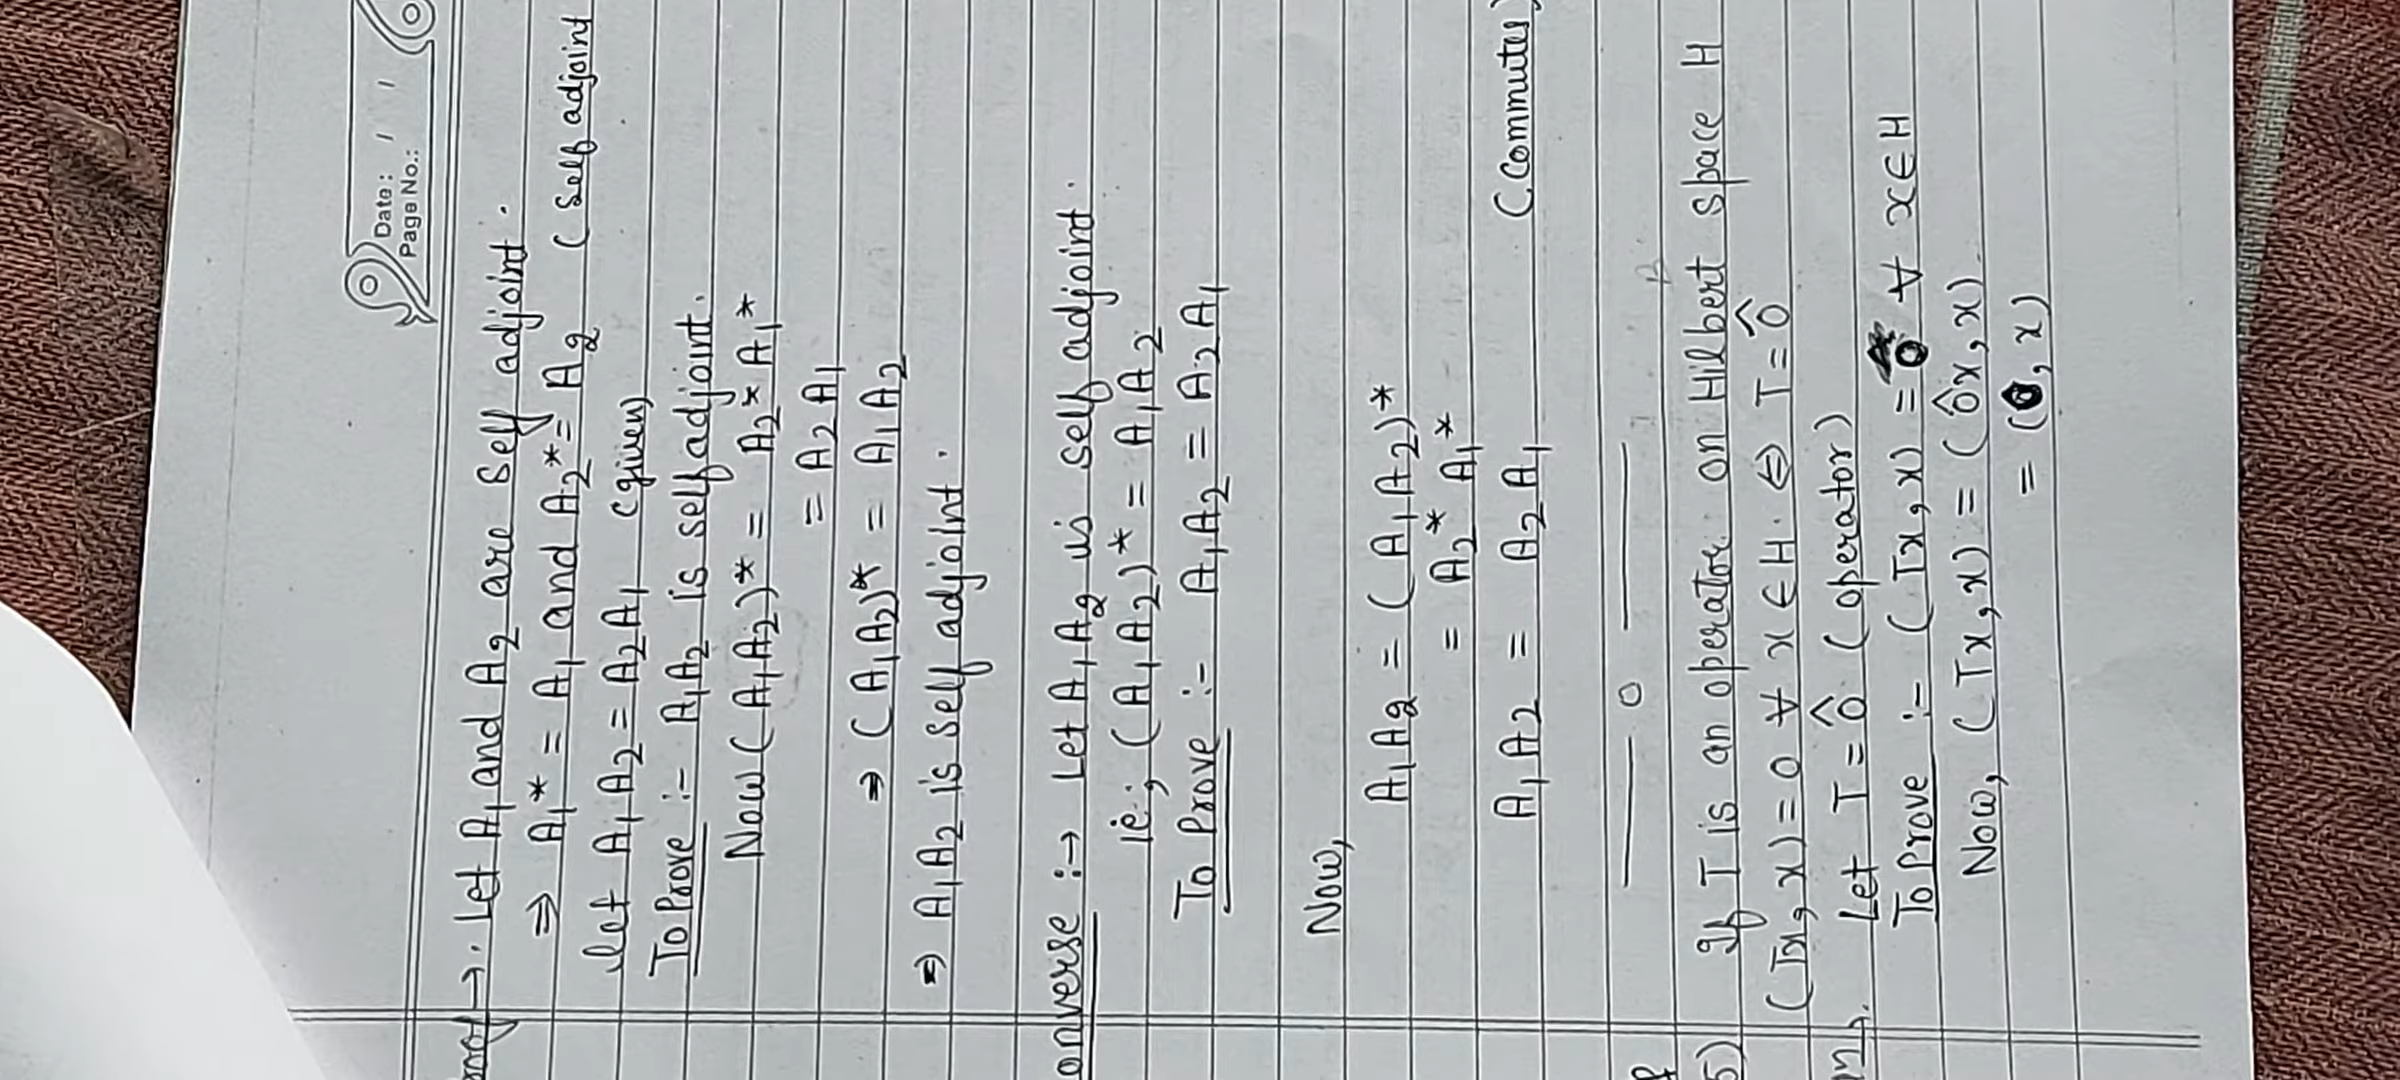 Date: / /
Page No.:
→. Let A₁ and A₂ are Self adjoint.
⇒ A₁* = A₁ and A₂* = A₂ (Self adjoint
let A₁A₂ = A₂A₁ (given)
To Prove :- A₁A₂ is self adjoint.
Now (A₁A₂)* = A₂* A₁*
= A₂A₁
⇒ (A₁A₂)* = A₁A₂
⇒ A₁A₂ is self adjoint.
onverse :→ Let A₁A₂ is self adjoint.
ie; (A₁A₂)* = A₁A₂
To Prove :- A₁A₂ = A₂A₁
Now,
A₁A₂ = (A₁A₂)*
= A₂* A₁*
A₁A₂ = A₂A₁ (Commutes)
— 0 —
5) If T is an operator on Hilbert space H
(Tx, x) = 0 ∀ x ∈ H. ⇔ T = Ô
Let T = Ô (operator)
To Prove :- (Tx, x) = 0 ∀ x ∈ H
Now, (Tx, x) = (Ôx, x)
= (0, x)